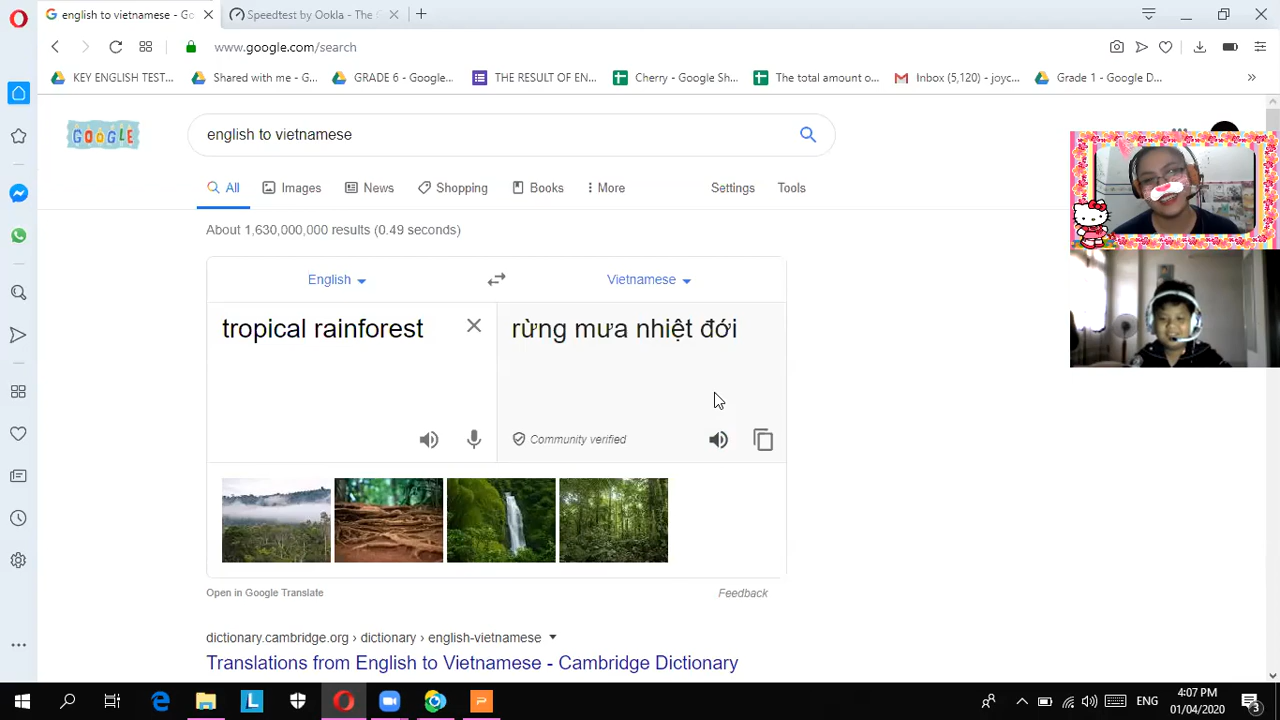 english to vietnamese - Go
Speedtest by Ookla - The G
www.google.com/search
KEY ENGLISH TEST...
Shared with me - G...
GRADE 6 - Google...
THE RESULT OF EN...
Cherry - Google Sh...
The total amount o...
Inbox (5,120) - joyc...
Grade 1 - Google D...
GOOGLE
english to vietnamese
All
Images
News
Shopping
Books
More
Settings
Tools
About 1,630,000,000 results (0.49 seconds)
English
Vietnamese
tropical rainforest
rừng mưa nhiệt đới
Community verified
Open in Google Translate
Feedback
dictionary.cambridge.org › dictionary › english-vietnamese
Translations from English to Vietnamese - Cambridge Dictionary
ENG
4:07 PM
01/04/2020
3